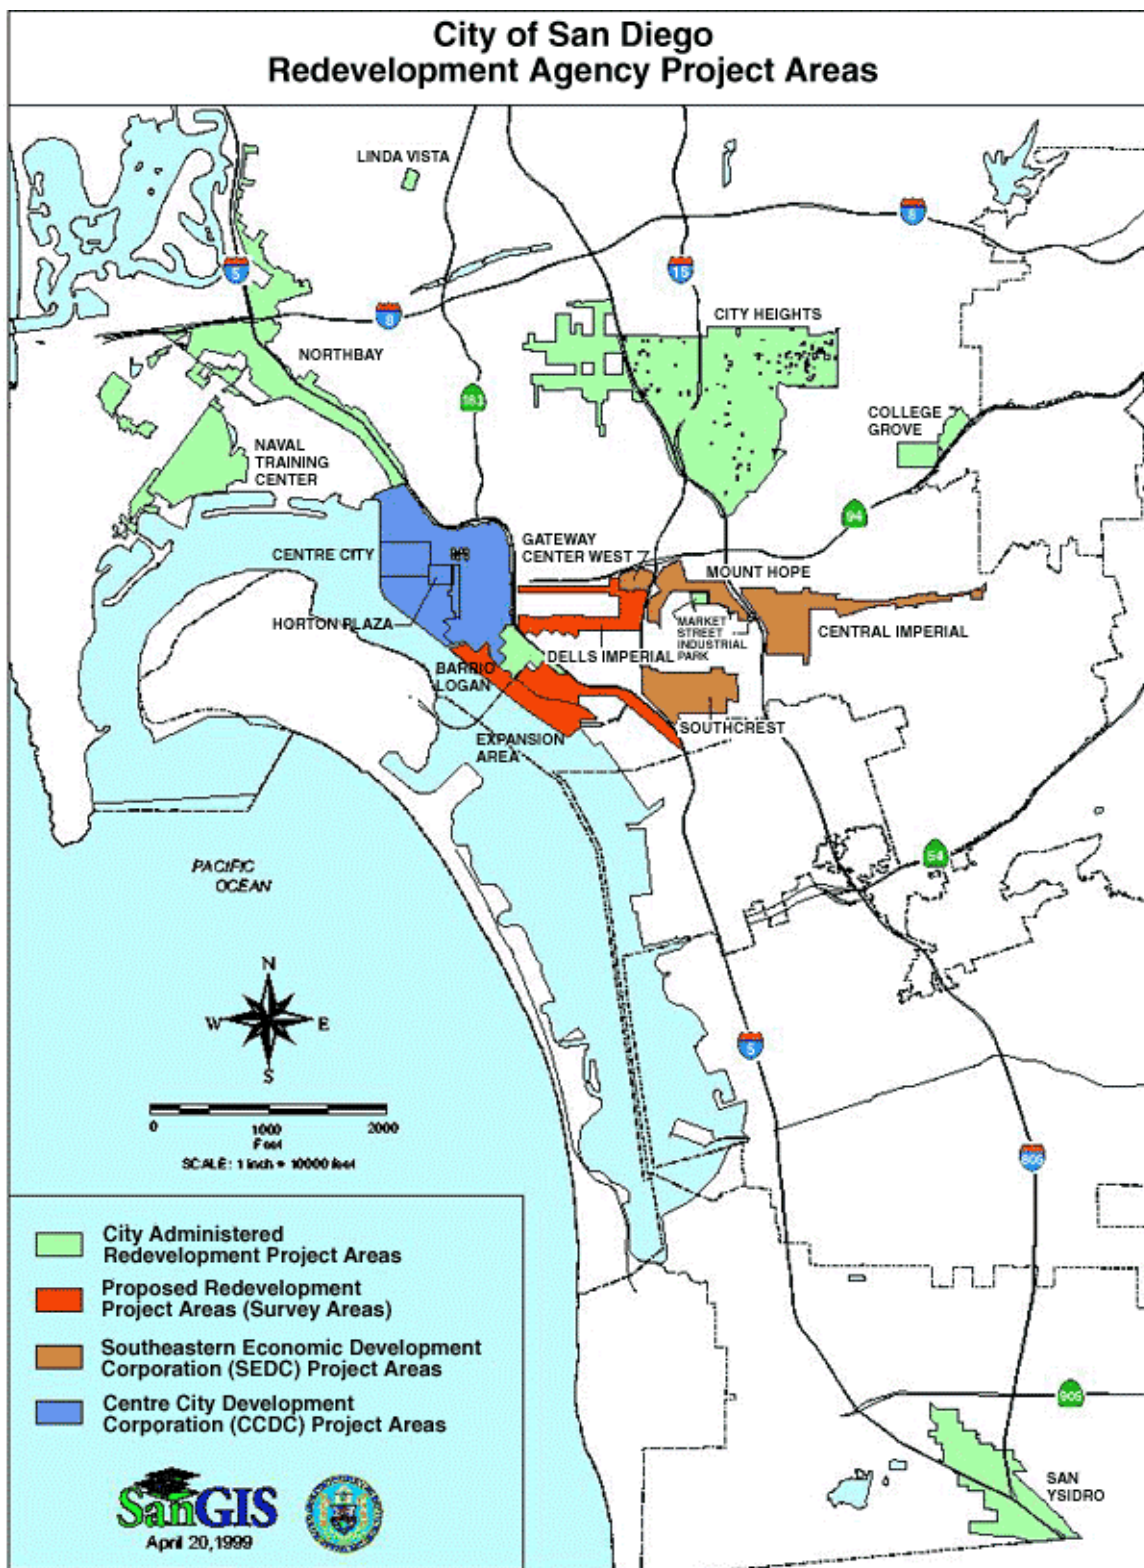 City of San Diego
Redevelopment Agency Project Areas
LINDA VISTA
8
5
15
8
CITY HEIGHTS
NORTHBAY
163
COLLEGE
GROVE
NAVAL
TRAINING
CENTER
94
CENTRE CITY
GATEWAY
CENTER WEST
MOUNT HOPE
HORTON PLAZA
MARKET
STREET
INDUSTRIAL
PARK
CENTRAL IMPERIAL
DELLS IMPERIAL
BARRIO
LOGAN
SOUTHCREST
EXPANSION
AREA
PACIFIC
OCEAN
54
N
W E
S
5
0 1000 2000
Feet
SCALE: 1 inch = 10000 feet
805
City Administered
Redevelopment Project Areas
Proposed Redevelopment
Project Areas (Survey Areas)
Southeastern Economic Development
Corporation (SEDC) Project Areas
Centre City Development
Corporation (CCDC) Project Areas
905
SAN
YSIDRO
SanGIS
April 20,1999